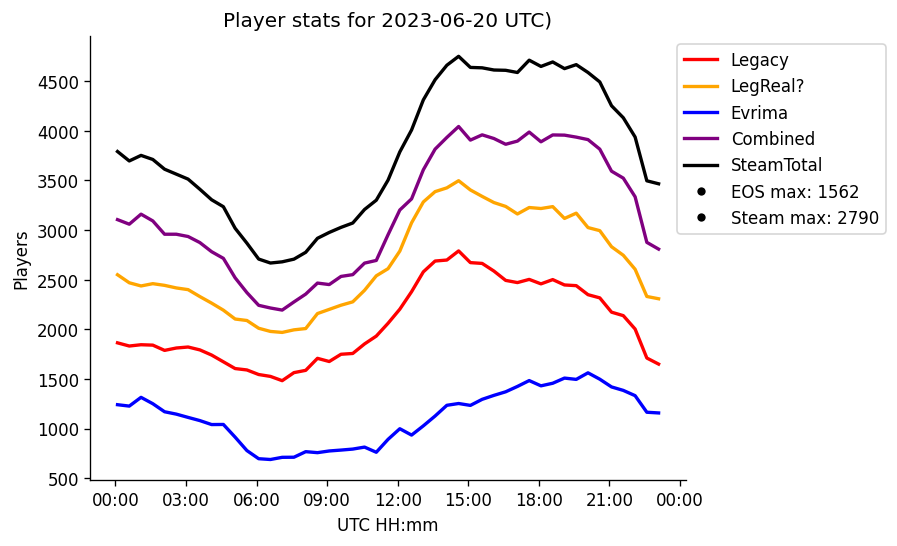 Player stats for 2023-06-20 UTC)
Players
4500
4000
3500
3000
2500
2000
1500
1000
500
00:00 03:00 06:00 09:00 12:00 15:00 18:00 21:00 00:00
UTC HH:mm
Legacy
LegReal?
Evrima
Combined
SteamTotal
EOS max: 1562
Steam max: 2790